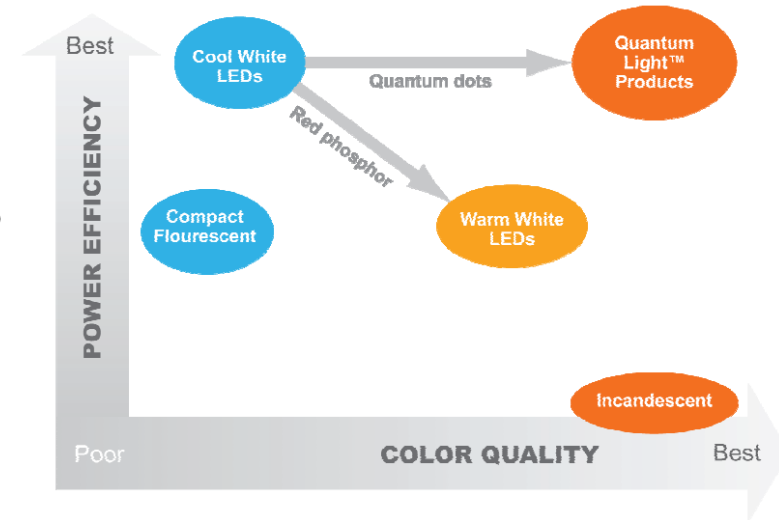 Best
POWER EFFICIENCY
Cool White
LEDs
Quantum dots
Quantum
Light™
Products
Red phosphor
Compact
Flourescent
Warm White
LEDs
Incandescent
Poor
COLOR QUALITY
Best